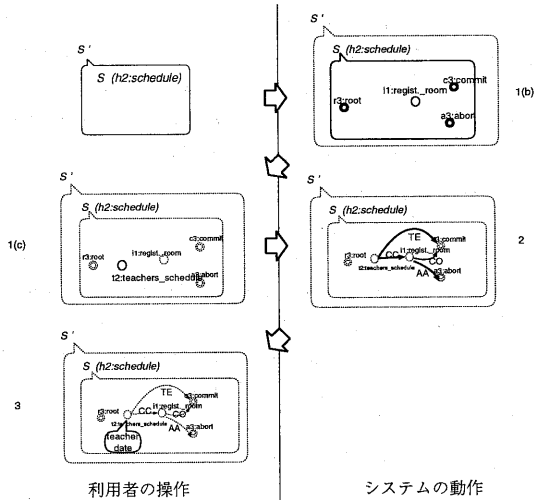 S '
S (h2:schedule)
S '
S (h2:schedule)
c3:commit
i1:regist._room
r3:root
a3:abort
1(b)
S '
S (h2:schedule)
c3:commit
i1:regist._room
r3:root
t2:teachers_schedule
a3:abort
1(c)
S '
S (h2:schedule)
TE
c3:commit
r3:root
CC
i1:regist._room
CO
t2:teachers_schedule
AA
a3:abort
2
S '
S (h2:schedule)
TE
c3:commit
r3:root
CC
i1:regist._room
CO
t2:teachers_schedule
AA
a3:abort
teacher
date
3
利用者の操作
システムの動作